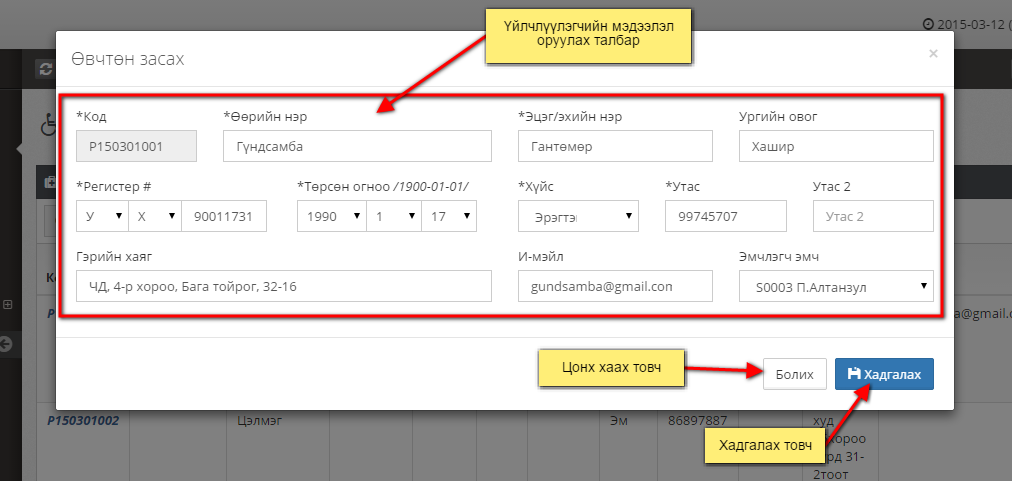 Үйлчлүүлэгчийн мэдээлэл
оруулах талбар
2015-03-12 (
Өвчтөн засах
×
*Код
*Өөрийн нэр
*Эцэг/эхийн нэр
Ургийн овог
P150301001
Гүндсамба
Гантөмөр
Хашир
*Регистер #
*Төрсөн огноо /1900-01-01/
*Хүйс
*Утас
Утас 2
У Х 90011731
1990 1 17
Эрэгтэ
99745707
Утас 2
Гэрийн хаяг
И-мэйл
Эмчлэгч эмч
ЧД, 4-р хороо, Бага тойрог, 32-16
gundsamba@gmail.com
S0003 П.Алтанзул
a@gmail.c
Цонх хаах товч
Болих
Хадгалах
P150301002
Цэлмэг
Эм
86897887
худ
хороо
рд 31-
2тоот
Хадгалах товч